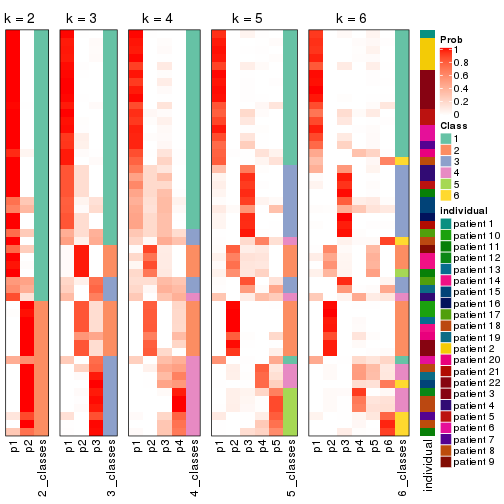 k = 2
k = 3
k = 4
k = 5
k = 6
p1
p2
2_classes
p1
p2
p3
3_classes
p1
p2
p3
p4
4_classes
p1
p2
p3
p4
p5
5_classes
p1
p2
p3
p4
p5
p6
6_classes
individual
Prob
1
0.8
0.6
0.4
0.2
0
Class
1
2
3
4
5
6
Individual
patient 1
patient 10
patient 11
patient 12
patient 13
patient 14
patient 15
patient 16
patient 17
patient 18
patient 19
patient 2
patient 20
patient 21
patient 22
patient 3
patient 4
patient 5
patient 6
patient 7
patient 8
patient 9